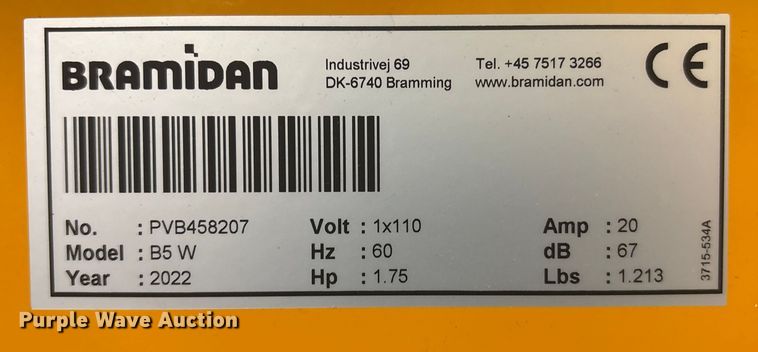 BRAMIDAN
Industrivej 69
DK-6740 Bramming
Tel. +45 7517 3266
www.bramidan.com
CE
No. : PVB458207
Model : B5 W
Year : 2022
Volt : 1x110
Hz : 60
Hp : 1.75
Amp : 20
dB : 67
Lbs : 1.213
3715-534A
Purple Wave Auction